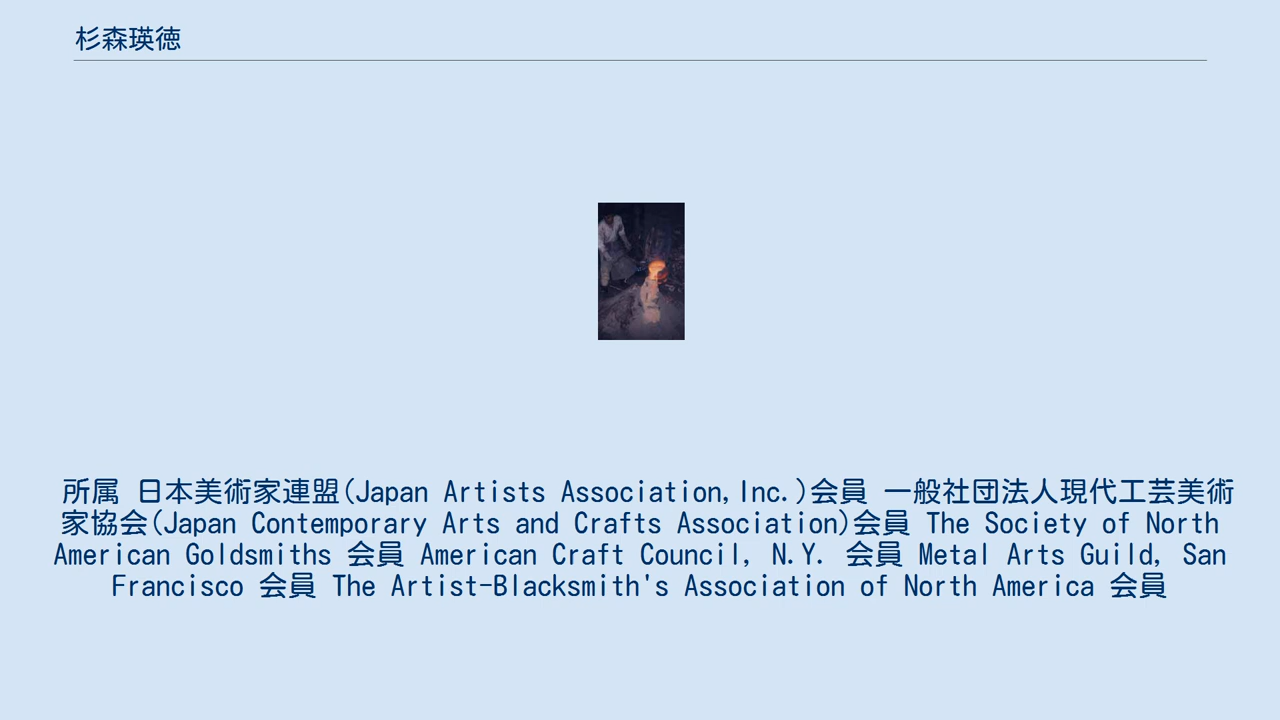 杉森瑛徳
所属 日本美術家連盟(Japan Artists Association,Inc.)会員 一般社団法人現代工芸美術
家協会(Japan Contemporary Arts and Crafts Association)会員 The Society of North
American Goldsmiths 会員 American Craft Council, N.Y. 会員 Metal Arts Guild, San
Francisco 会員 The Artist-Blacksmith's Association of North America 会員